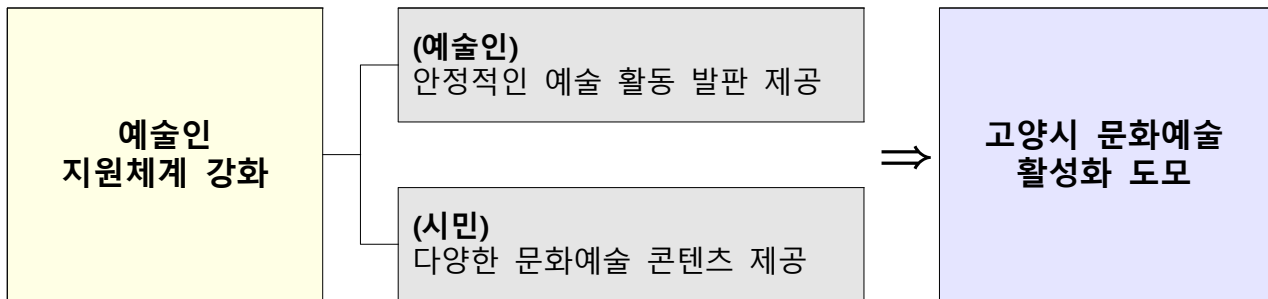 예술인
지원체계 강화
(예술인)
안정적인 예술 활동 발판 제공
(시민)
다양한 문화예술 콘텐츠 제공
⇒
고양시 문화예술
활성화 도모